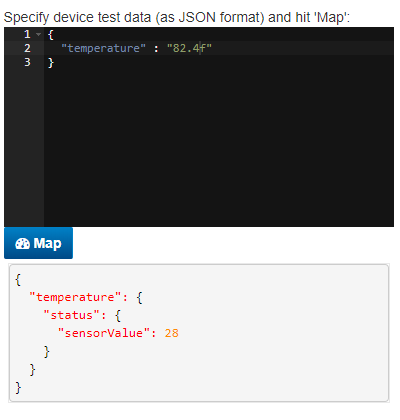 Specify device test data (as JSON format) and hit 'Map':
1 {
2 "temperature" : "82.4f"
3 }
Map
{
"temperature": {
"status": {
"sensorValue": 28
}
}
}